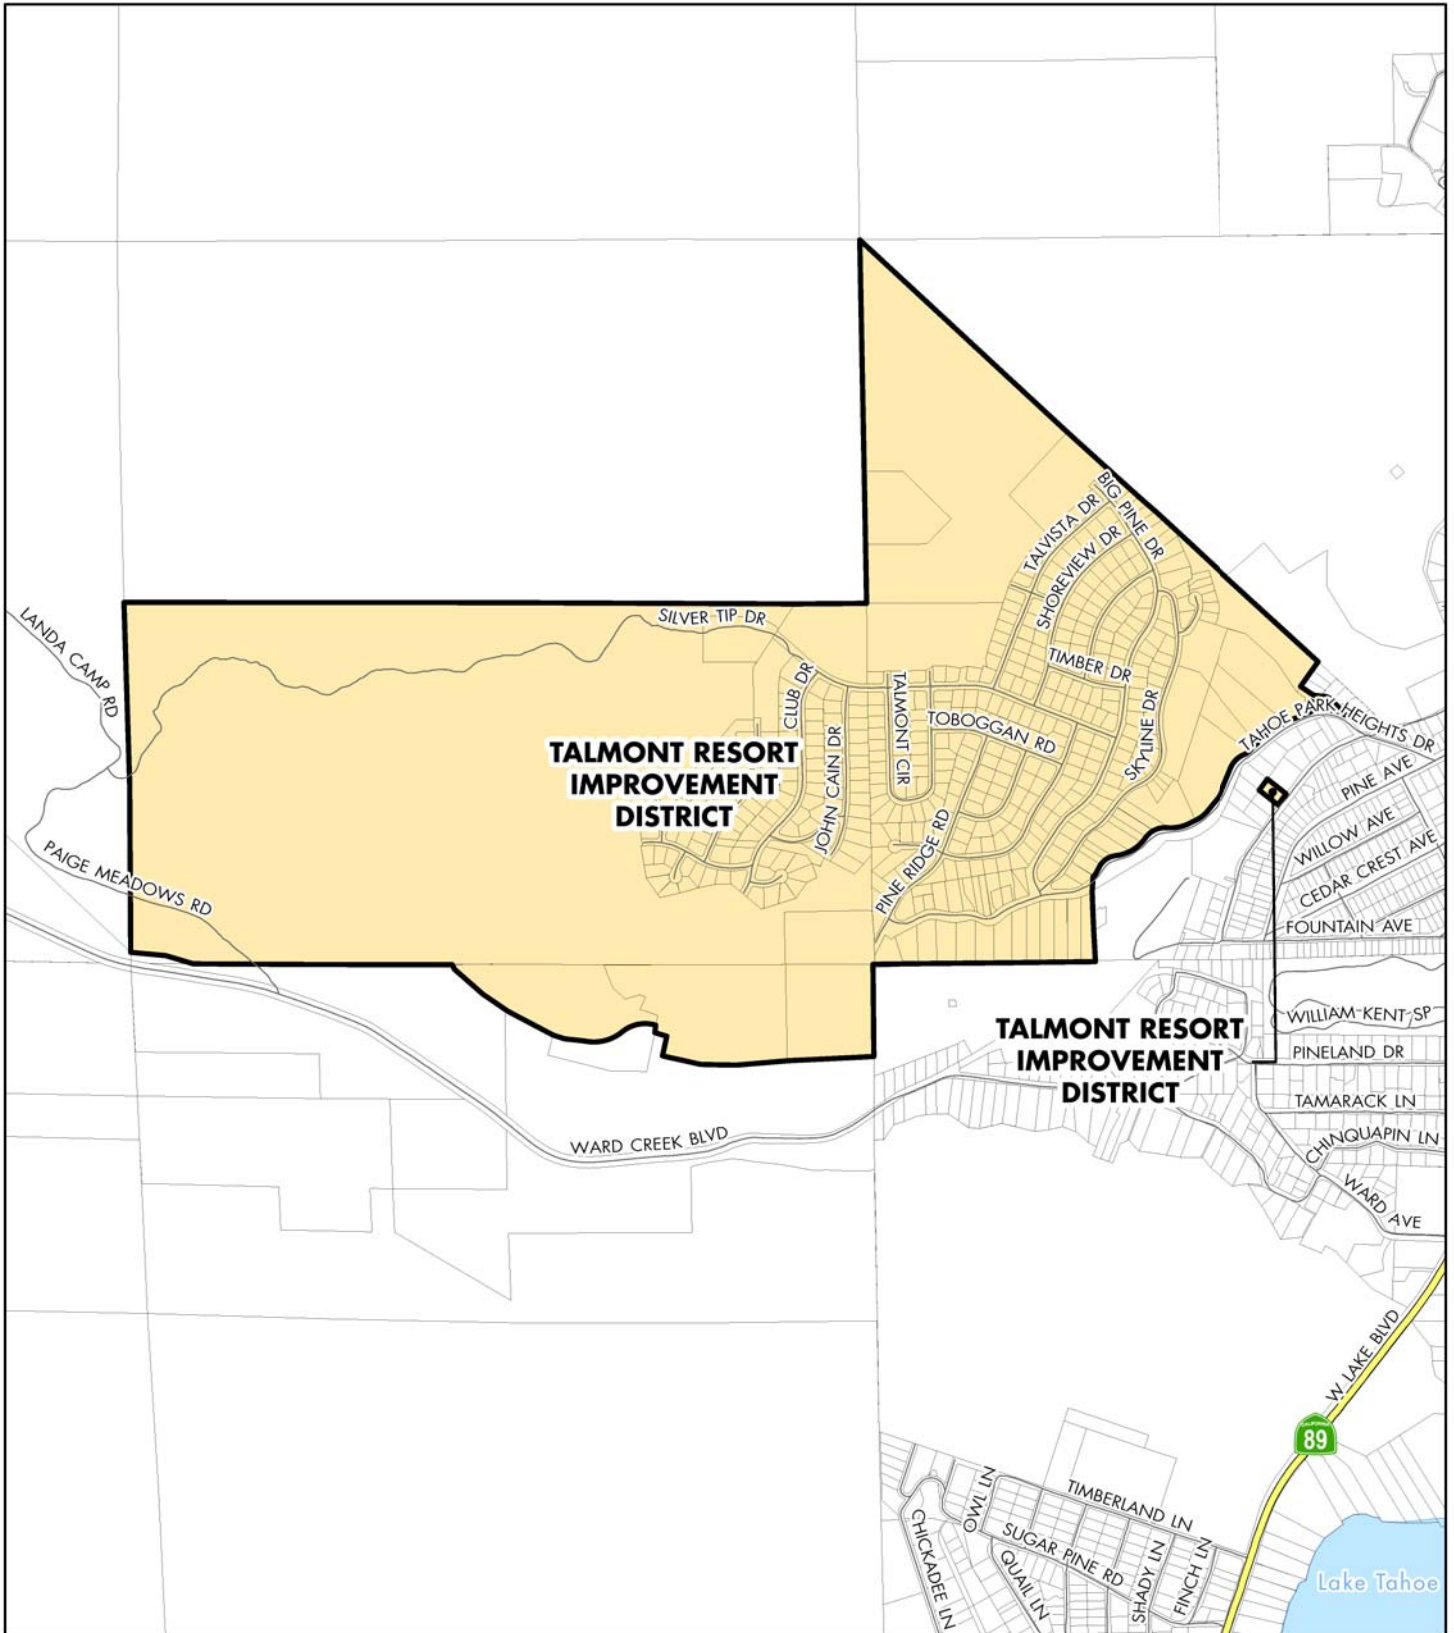 BIG PINE DR
TALVISTA DR
SHOREVIEW DR
SILVER TIP DR
LANDA CAMP RD
TIMBER DR
CLUB DR
TALMONT CIR
TOBOGGAN RD
SKYLINE DR
TAHOE PARK HEIGHTS DR
JOHN CAIN DR
TALMONT RESORT
IMPROVEMENT
DISTRICT
PINE AVE
WILLOW AVE
CEDAR CREST AVE
PINE RIDGE RD
PAIGE MEADOWS RD
FOUNTAIN AVE
WILLIAM KENT SP
TALMONT RESORT
IMPROVEMENT
DISTRICT
PINELAND DR
TAMARACK LN
CHINQUAPIN LN
WARD CREEK BLVD
WARD AVE
W LAKE BLVD
CALIFORNIA
89
OWL LN
TIMBERLAND LN
CHICKADEE LN
SUGAR PINE RD
QUAIL LN
SHADY LN
FINCH LN
Lake Tahoe